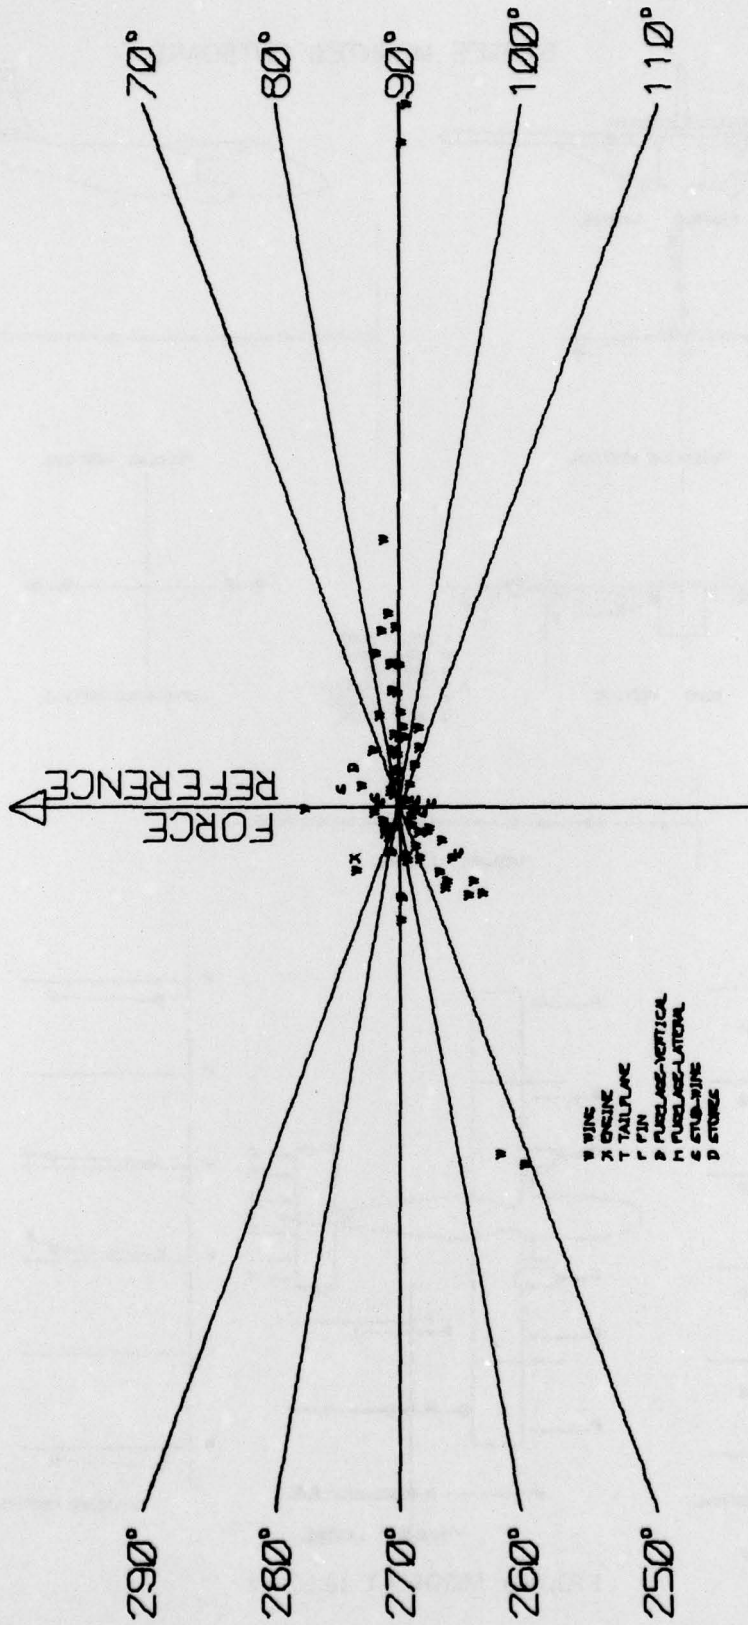 FORCE
REFERENCE
290°
280°
270°
260°
250°
70°
80°
90°
100°
110°
W WING
X ENGINE
T TAILPLANE
F FIN
P FUSELAGE-VERTICAL
M FUSELAGE-LATERAL
S STUB-WING
D STORES